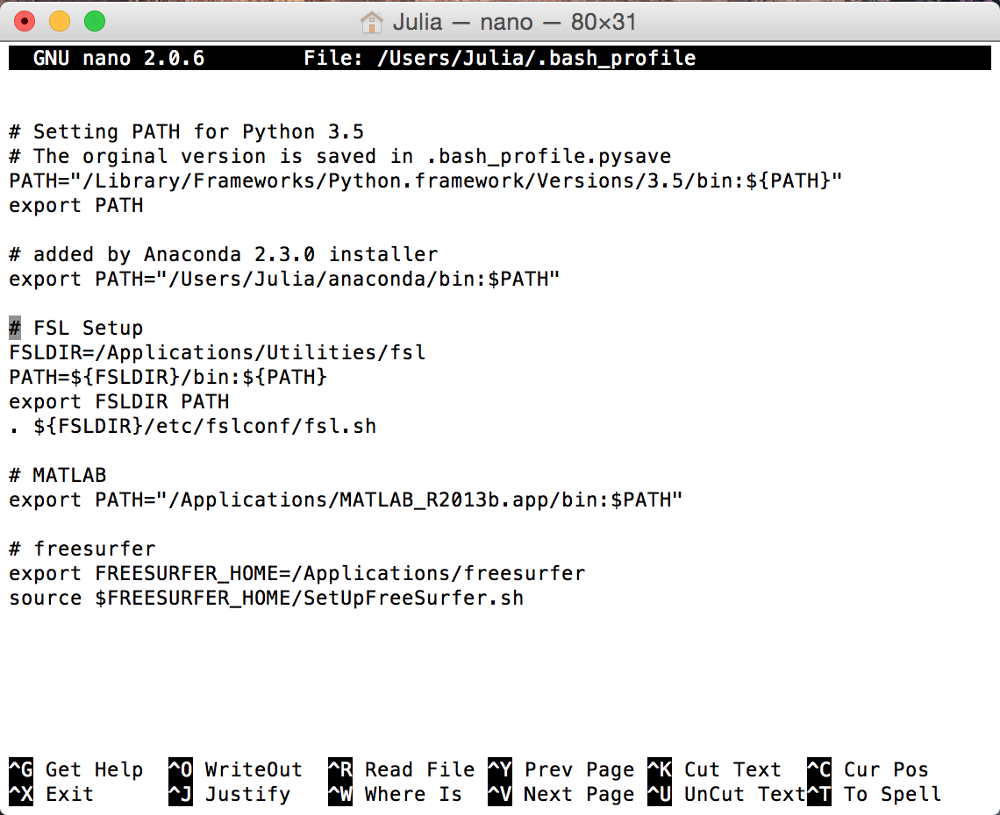 Julia — nano — 80×31
GNU nano 2.0.6 File: /Users/Julia/.bash_profile
# Setting PATH for Python 3.5
# The orginal version is saved in .bash_profile.pysave
PATH="/Library/Frameworks/Python.framework/Versions/3.5/bin:${PATH}"
export PATH
# added by Anaconda 2.3.0 installer
export PATH="/Users/Julia/anaconda/bin:$PATH"
# FSL Setup
FSLDIR=/Applications/Utilities/fsl
PATH=${FSLDIR}/bin:${PATH}
export FSLDIR PATH
. ${FSLDIR}/etc/fslconf/fsl.sh
# MATLAB
export PATH="/Applications/MATLAB_R2013b.app/bin:$PATH"
# freesurfer
export FREESURFER_HOME=/Applications/freesurfer
source $FREESURFER_HOME/SetUpFreeSurfer.sh
^G Get Help ^O WriteOut ^R Read File ^Y Prev Page ^K Cut Text ^C Cur Pos
^X Exit ^J Justify ^W Where Is ^V Next Page ^U UnCut Text ^T To Spell